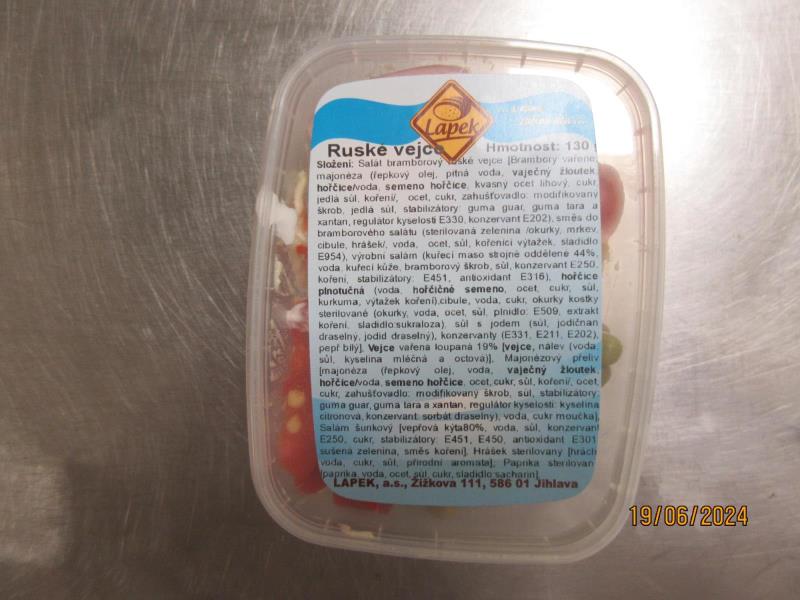 Lapek
Ruské vejce Hmotnost: 130
Složení: Salát bramborový ruské vejce [Brambory vařené,
majonéza (řepkový olej, pitná voda, vaječný žloutek,
hořčice/voda, semeno hořčice, kvasný ocet lihový, cukr,
jedlá sůl, koření/, ocet, cukr, zahušťovadlo: modifikovaný
škrob, jedlá sůl, stabilizátory: guma guar, guma tara a
xantan, regulátor kyselosti E330, konzervant E202), směs do
bramborového salátu (sterilovaná zelenina /okurky, mrkev,
cibule, hrášek/, voda, ocet, sůl, kořenící výtažek, sladidlo
E954), výrobní salám (kuřecí maso strojně oddělené 44%,
voda, kuřecí kůže, bramborový škrob, sůl, konzervant E250,
koření, stabilizátory: E451, antioxidant E316), hořčice
plnotučná (voda, hořčičné semeno, ocet, cukr, sůl,
kurkuma, výtažek koření),cibule, voda, cukr, okurky kostky
sterilované (okurky, voda, ocet, sůl, plnidlo: E509, extrakt
koření, sladidlo:sukraloza), sůl s jodem (sůl, jodičnan
draselný, jodid draselný), konzervanty (E331, E211, E202),
pepř bílý], Vejce vařená loupaná 19% [vejce, nálev (voda,
sůl, kyselina mléčná a octová)], Majonézový přeliv
[majonéza (řepkový olej, voda, vaječný žloutek,
hořčice/voda, semeno hořčice, ocet, cukr, sůl, koření/, ocet,
cukr, zahušťovadlo: modifikovaný škrob, sůl, stabilizátory:
guma guar, guma tara a xantan, regulátor kyselosti: kyselina
citronová, konzervant: sorbát draselný), voda, cukr moučka],
Salám šunkový [vepřová kýta80%, voda, sůl, konzervant
E250, cukr, stabilizátory: E451, E450, antioxidant E301,
sušená zelenina, směs koření], Hrášek sterilovaný [hrách,
voda, cukr, sůl, přírodní aromata], Paprika sterilovaná
[paprika, voda, ocet, sůl, cukr, sladidlo sacharin].
LAPEK, a.s., Žižkova 111, 586 01 Jihlava
19/06/2024